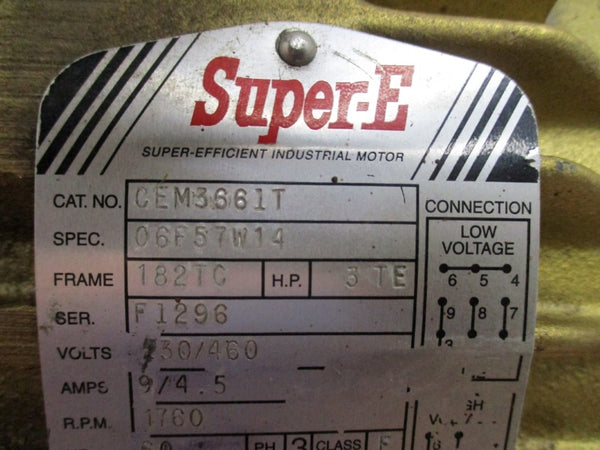 Super-E
SUPER-EFFICIENT INDUSTRIAL MOTOR
CAT. NO. CEM3661T
SPEC. 06F57W14
FRAME 182TC H.P. 3 TE
SER. F1296
VOLTS 230/460
AMPS 9/4.5
R.P.M. 1760
60 PH 3 CLASS F
CONNECTION
LOW
VOLTAGE
6 5 4
9 8 7